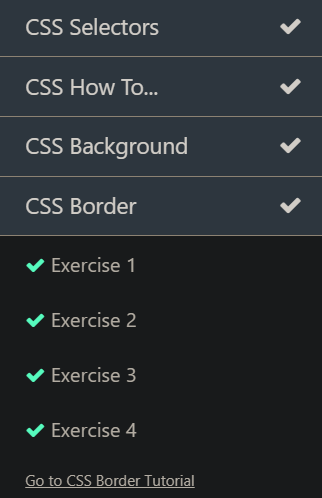 CSS Selectors
CSS How To...
CSS Background
CSS Border
Exercise 1
Exercise 2
Exercise 3
Exercise 4
Go to CSS Border Tutorial